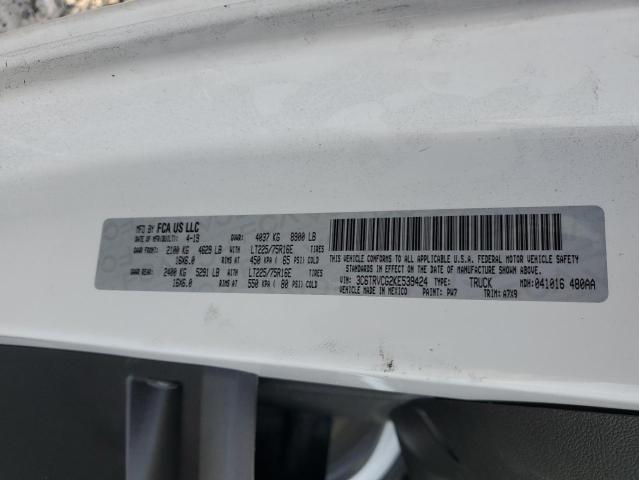 MFD BY FCA US LLC
DATE OF MFR/BUILT: 4-19 GVWR: 4037 KG 8900 LB
GAWR FRONT: 2100 KG 4629 LB WITH LT225/75R16E TIRES
16X6.0 RIMS AT 450 KPA ( 65 PSI) COLD
GAWR REAR: 2400 KG 5291 LB WITH LT225/75R16E TIRES
16X6.0 RIMS AT 550 KPA ( 80 PSI) COLD
THIS VEHICLE CONFORMS TO ALL APPLICABLE U.S.A. FEDERAL MOTOR VEHICLE SAFETY
STANDARDS IN EFFECT ON THE DATE OF MANUFACTURE SHOWN ABOVE.
VIN: 3C6TRVCG2KE539424 TYPE: TRUCK MDH: 041016 480AA
VEHICLE MADE IN MEXICO PAINT: PW7 TRIM: A7X9